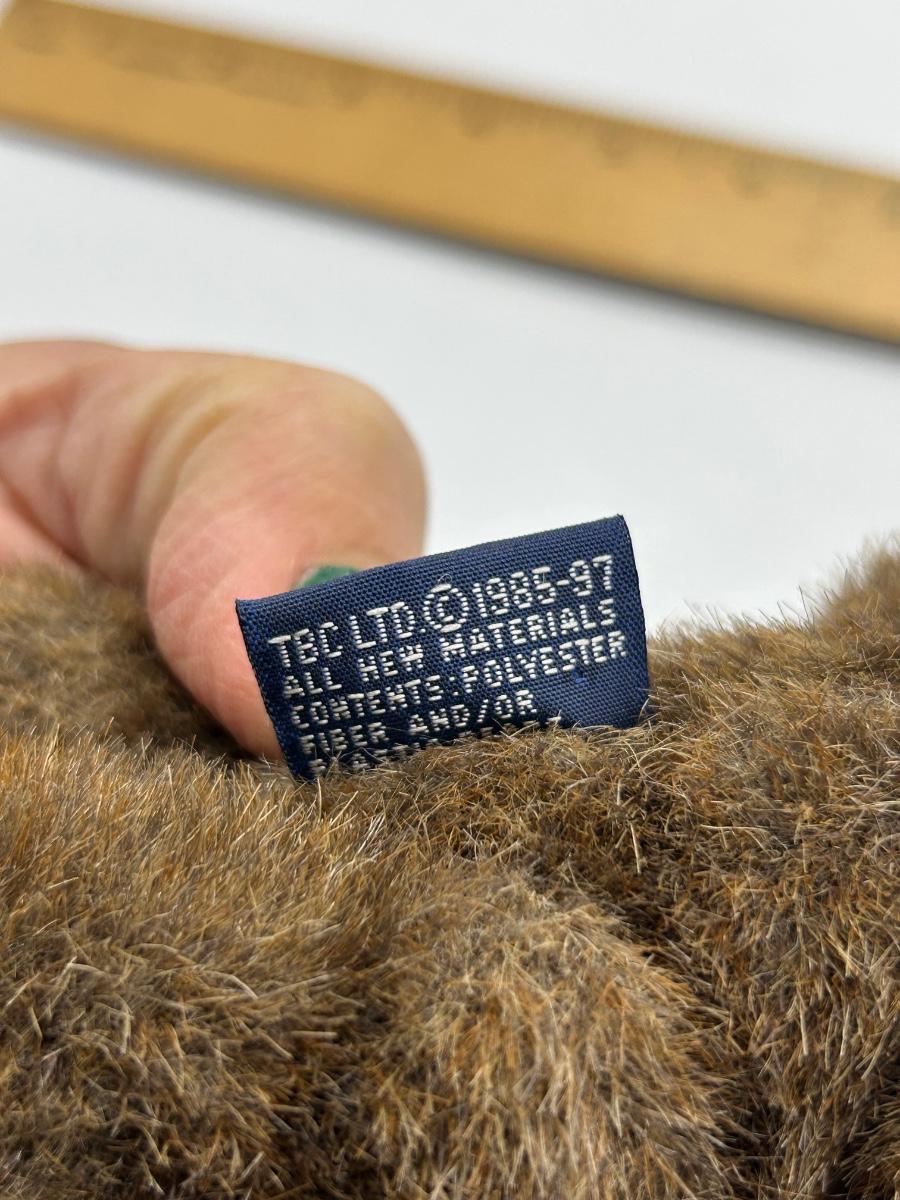 TBC LTD.©1985-97
ALL NEW MATERIALS
CONTENTS:POLYESTER
FIBER AND/OR